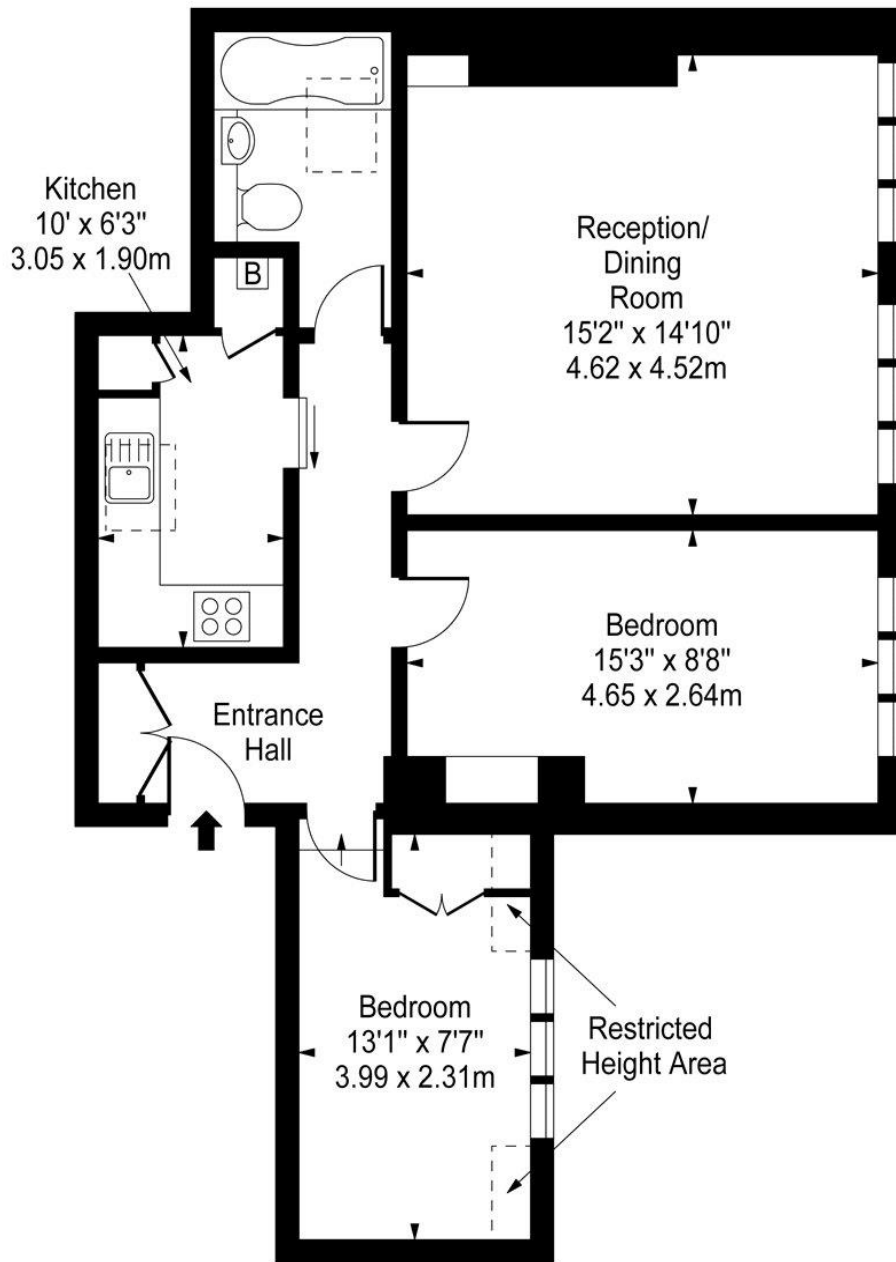 Kitchen
10' x 6'3"
3.05 x 1.90m
B
Reception/
Dining
Room
15'2" x 14'10"
4.62 x 4.52m
Bedroom
15'3" x 8'8"
4.65 x 2.64m
Entrance
Hall
Bedroom
13'1" x 7'7"
3.99 x 2.31m
Restricted
Height Area